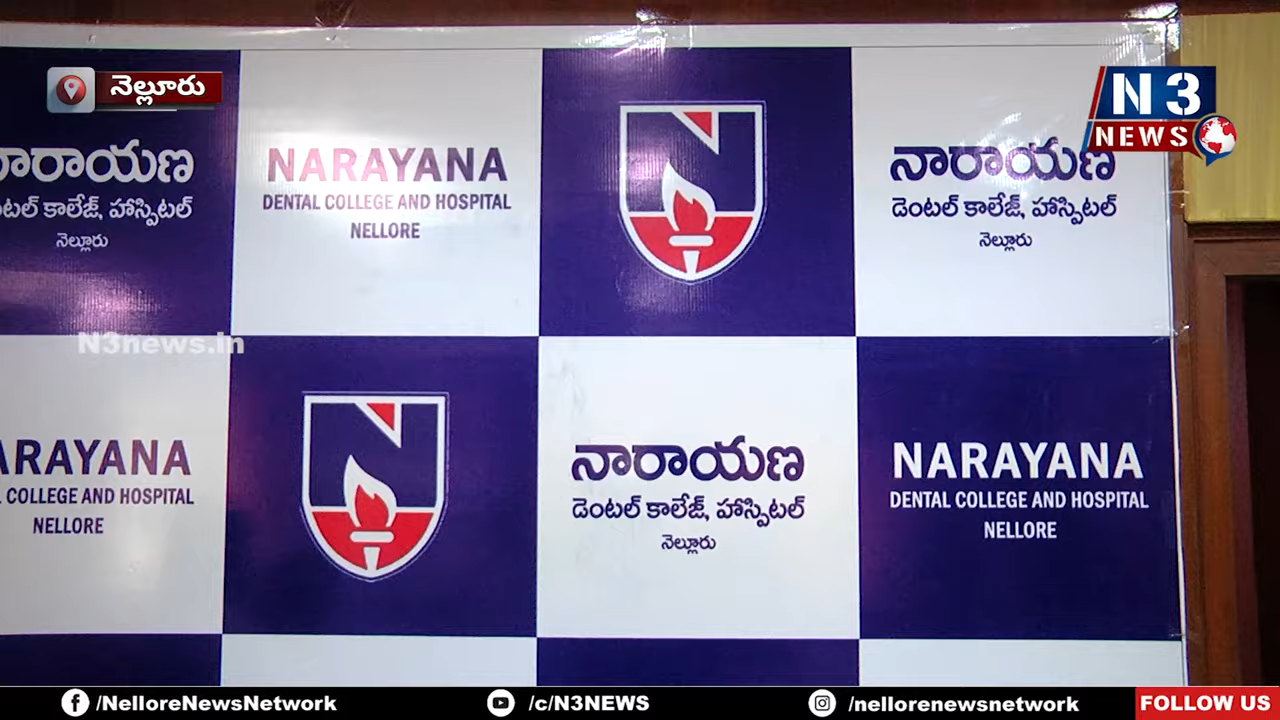 నెల్లూరు
N3
NEWS
నారాయణ
కాలేజ్, హాస్పిటల్
నెల్లూరు
NARAYANA
DENTAL COLLEGE AND HOSPITAL
NELLORE
నారాయణ
డెంటల్ కాలేజ్, హాస్పిటల్
నెల్లూరు
N3news.in
ARAYANA
COLLEGE AND HOSPITAL
NELLORE
నారాయణ
డెంటల్ కాలేజ్, హాస్పిటల్
నెల్లూరు
NARAYANA
DENTAL COLLEGE AND HOSPITAL
NELLORE
/NelloreNewsNetwork
/c/N3NEWS
/nellorenewsnetwork
FOLLOW US